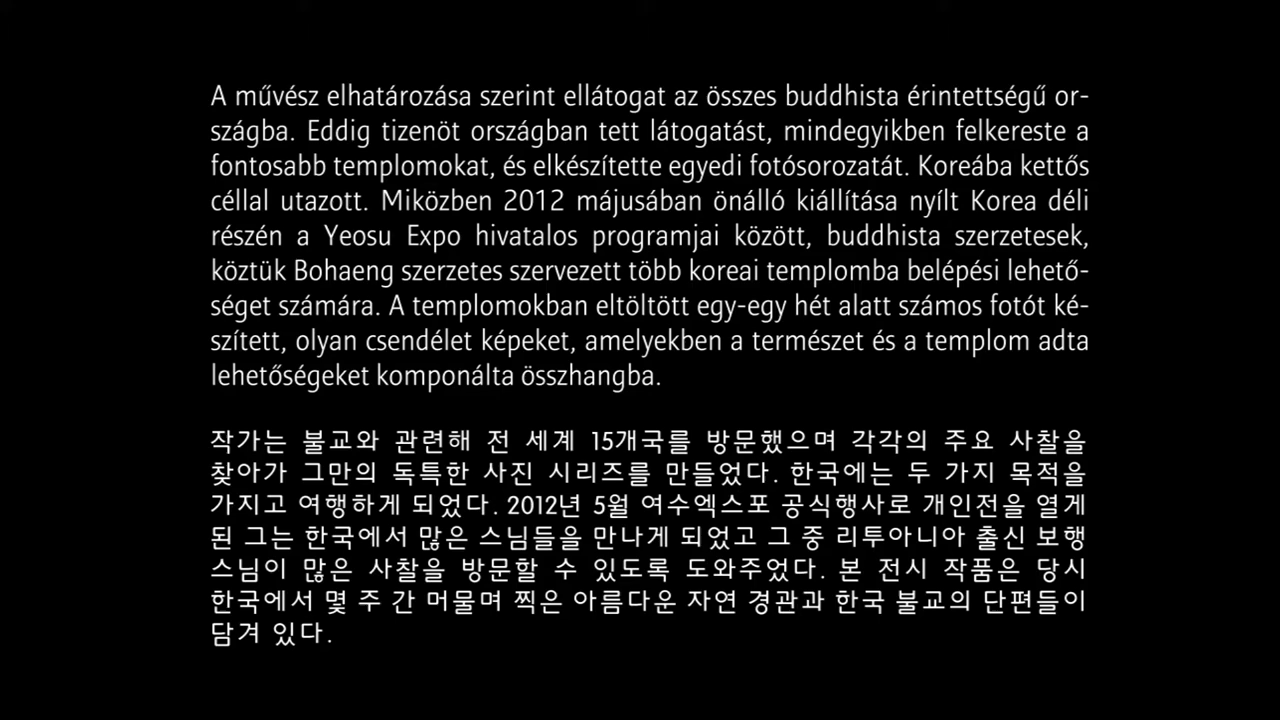 A művész elhatározása szerint ellátogat az összes buddhista érintettségű or-
szágba. Eddig tizenöt országban tett látogatást, mindegyikben felkereste a
fontosabb templomokat, és elkészítette egyedi fotósorozatát. Koreába kettős
céllal utazott. Miközben 2012 májusában önálló kiállítása nyílt Korea déli
részén a Yeosu Expo hivatalos programjai között, buddhista szerzetesek,
köztük Bohaeng szerzetes szervezett több koreai templomba belépési lehető-
séget számára. A templomokban eltöltött egy-egy hét alatt számos fotót ké-
szített, olyan csendélet képeket, amelyekben a természet és a templom adta
lehetőségeket komponálta összhangba.
작가는 불교와 관련해 전 세계 15개국를 방문했으며 각각의 주요 사찰을
찾아가 그만의 독특한 사진 시리즈를 만들었다. 한국에는 두 가지 목적을
가지고 여행하게 되었다. 2012년 5월 여수엑스포 공식행사로 개인전을 열게
된 그는 한국에서 많은 스님들을 만나게 되었고 그 중 리투아니아 출신 보행
스님이 많은 사찰을 방문할 수 있도록 도와주었다. 본 전시 작품은 당시
한국에서 몇 주 간 머물며 찍은 아름다운 자연 경관과 한국 불교의 단편들이
담겨 있다.